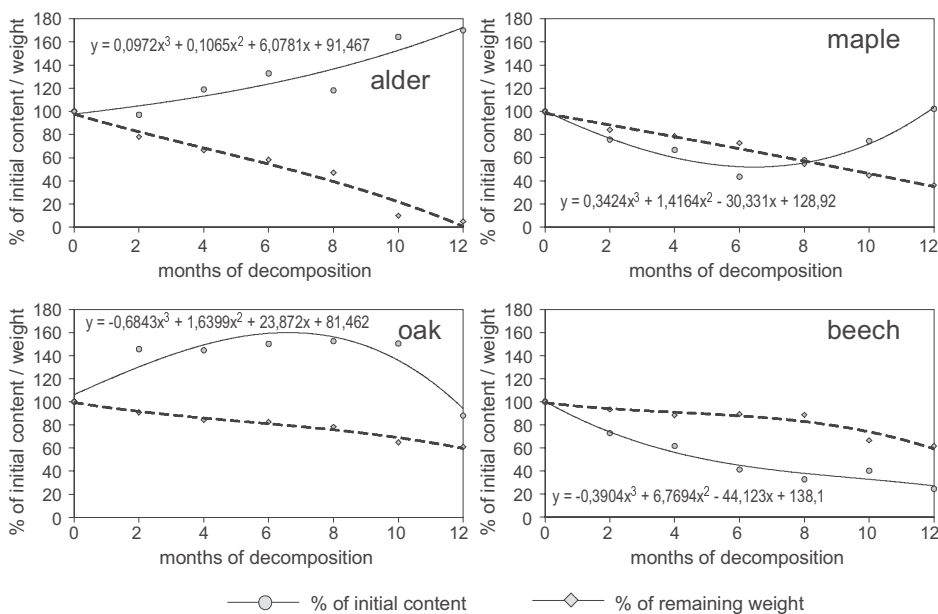 % of initial content / weight
180
160
140
120
100
80
60
40
20
0
y = 0,0972x³ + 0,1065x² + 6,0781x + 91,467
alder
0 2 4 6 8 10 12
months of decomposition
% of initial content / weight
180
160
140
120
100
80
60
40
20
0
maple
y = 0,3424x³ + 1,4164x² - 30,331x + 128,92
0 2 4 6 8 10 12
months of decomposition
% of initial content / weight
180
160
140
120
100
80
60
40
20
0
y = -0,6843x³ + 1,6399x² + 23,872x + 81,462
oak
0 2 4 6 8 10 12
months of decomposition
% of initial content / weight
180
160
140
120
100
80
60
40
20
0
beech
y = -0,3904x³ + 6,7694x² - 44,123x + 138,1
0 2 4 6 8 10 12
months of decomposition
% of initial content
% of remaining weight